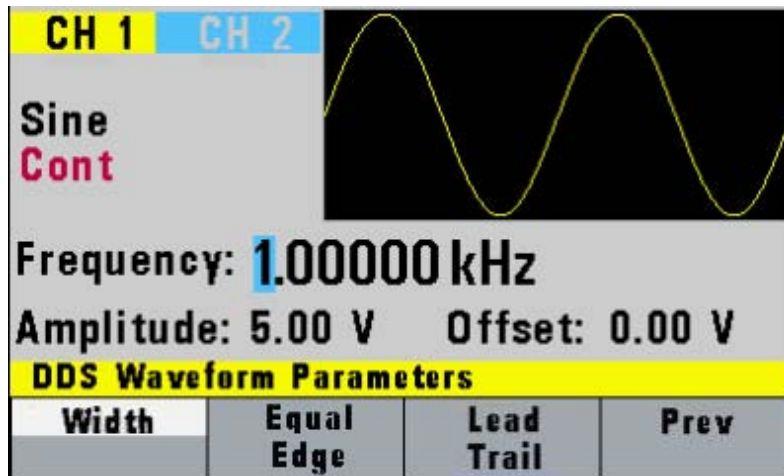 CH 1 CH 2
Sine
Cont
Frequency: 1.00000 kHz
Amplitude: 5.00 V Offset: 0.00 V
DDS Waveform Parameters
Width Equal Edge Lead Trail Prev